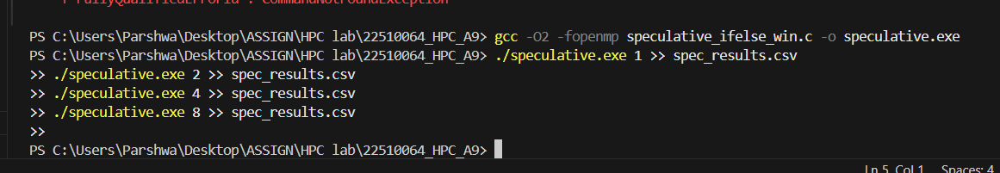 + FullyQualifiedErrorId : CommandNotFoundException
PS C:\Users\Parshwa\Desktop\ASSIGN\HPC lab\22510064_HPC_A9> gcc -O2 -fopenmp speculative_ifelse_win.c -o speculative.exe
PS C:\Users\Parshwa\Desktop\ASSIGN\HPC lab\22510064_HPC_A9> ./speculative.exe 1 >> spec_results.csv
>> ./speculative.exe 2 >> spec_results.csv
>> ./speculative.exe 4 >> spec_results.csv
>> ./speculative.exe 8 >> spec_results.csv
>>
PS C:\Users\Parshwa\Desktop\ASSIGN\HPC lab\22510064_HPC_A9>
Ln 5, Col 1 Spaces: 4